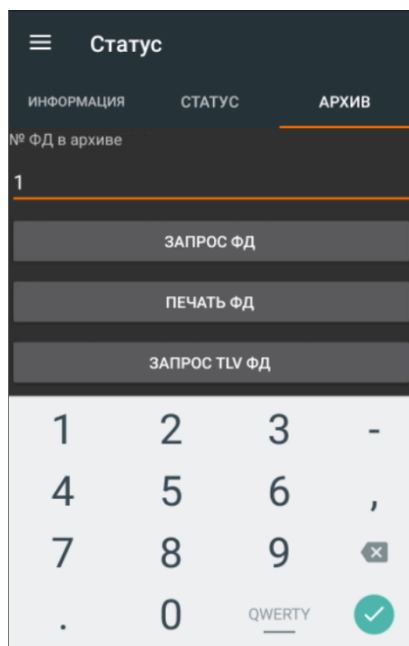 Статус
ИНФОРМАЦИЯ СТАТУС АРХИВ
№ ФД в архиве
1
ЗАПРОС ФД
ПЕЧАТЬ ФД
ЗАПРОС TLV ФД
1 2 3 -
4 5 6 ,
7 8 9
. 0 QWERTY